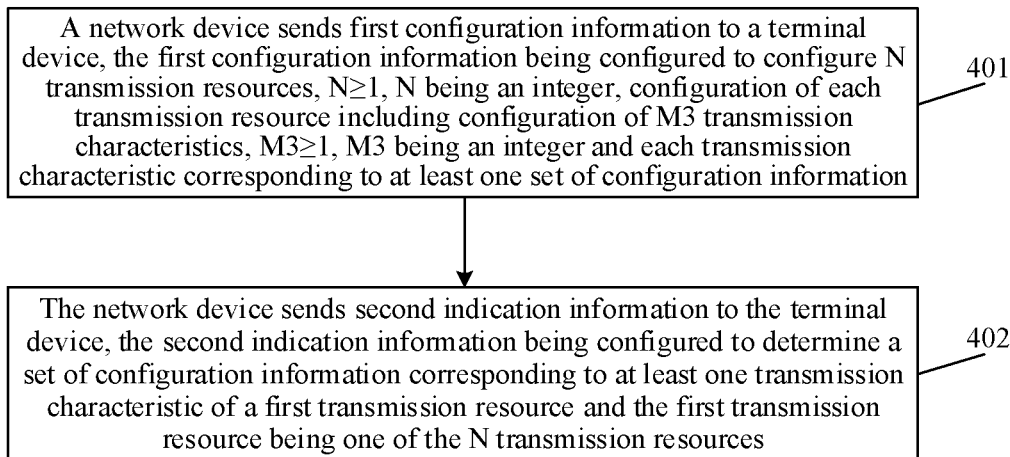 A network device sends first configuration information to a terminal
device, the first configuration information being configured to configure N
transmission resources, N≥1, N being an integer, configuration of each
transmission resource including configuration of M3 transmission
characteristics, M3≥1, M3 being an integer and each transmission
characteristic corresponding to at least one set of configuration information
401
The network device sends second indication information to the terminal
device, the second indication information being configured to determine a
set of configuration information corresponding to at least one transmission
characteristic of a first transmission resource and the first transmission
resource being one of the N transmission resources
402